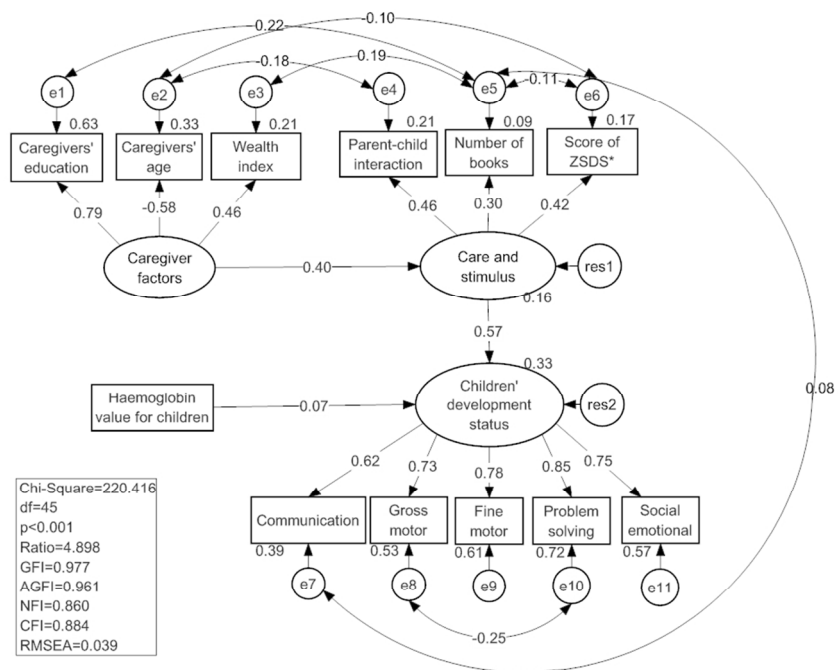 -0.22
-0.10
-0.18
0.19
-0.11
e1
e2
e3
e4
e5
e6
0.63
0.33
0.21
0.21
0.09
0.17
Caregivers'
education
Caregivers'
age
Wealth
index
Parent-child
interaction
Number of
books
Score of
ZSDS*
0.79
-0.58
0.46
0.46
0.30
0.42
Caregiver
factors
0.40
Care and
stimulus
res1
0.16
0.57
0.33
Haemoglobin
value for children
0.07
Children'
development
status
res2
0.08
0.62
0.73
0.78
0.85
0.75
Communication
Gross
motor
Fine
motor
Problem
solving
Social
emotional
0.39
0.53
0.61
0.72
0.57
e7
e8
e9
e10
e11
-0.25
Chi-Square=220.416
df=45
p<0.001
Ratio=4.898
GFI=0.977
AGFI=0.961
NFI=0.860
CFI=0.884
RMSEA=0.039